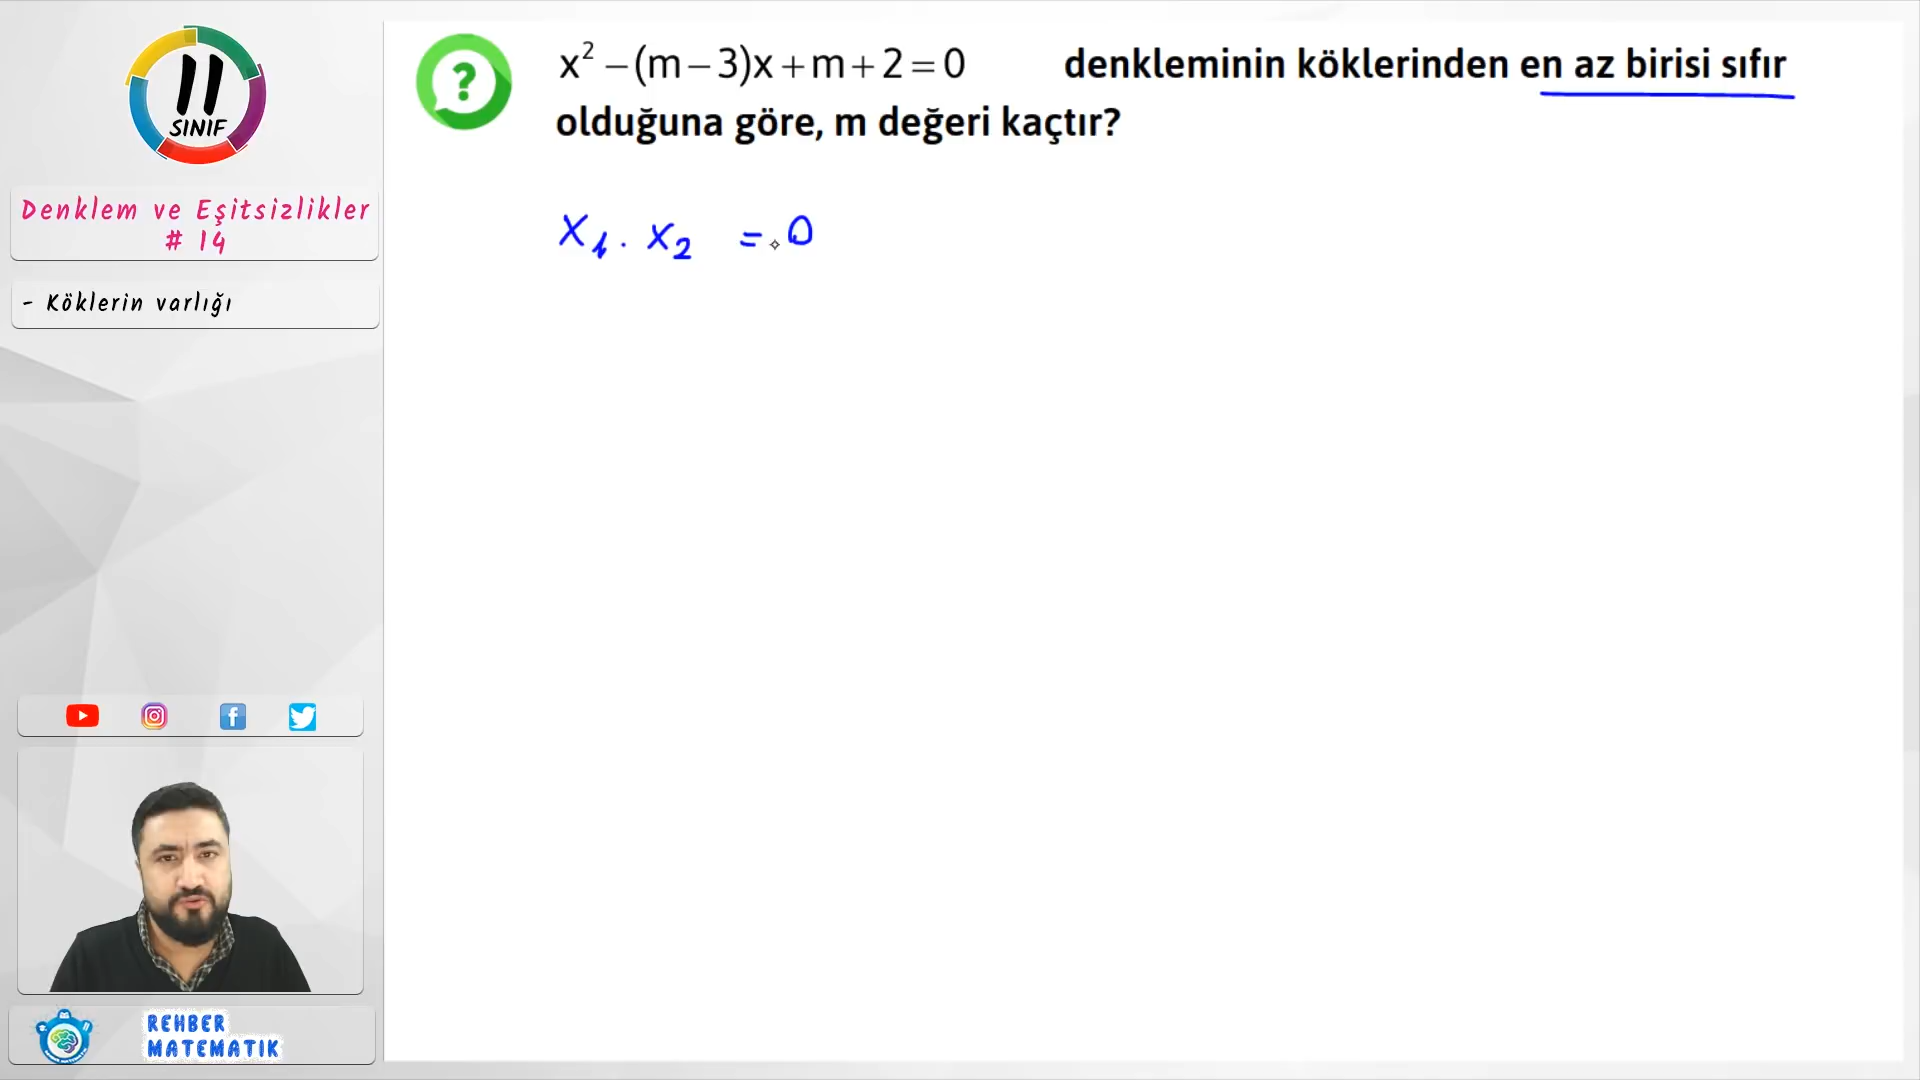 11
SINIF
Denklem ve Eşitsizlikler
# 14
- Köklerin varlığı
REHBER
MATEMATİK
?
x² −(m−3)x+m+2=0 denkleminin köklerinden en az birisi sıfır
olduğuna göre, m değeri kaçtır?
x₁ . x₂ = 0